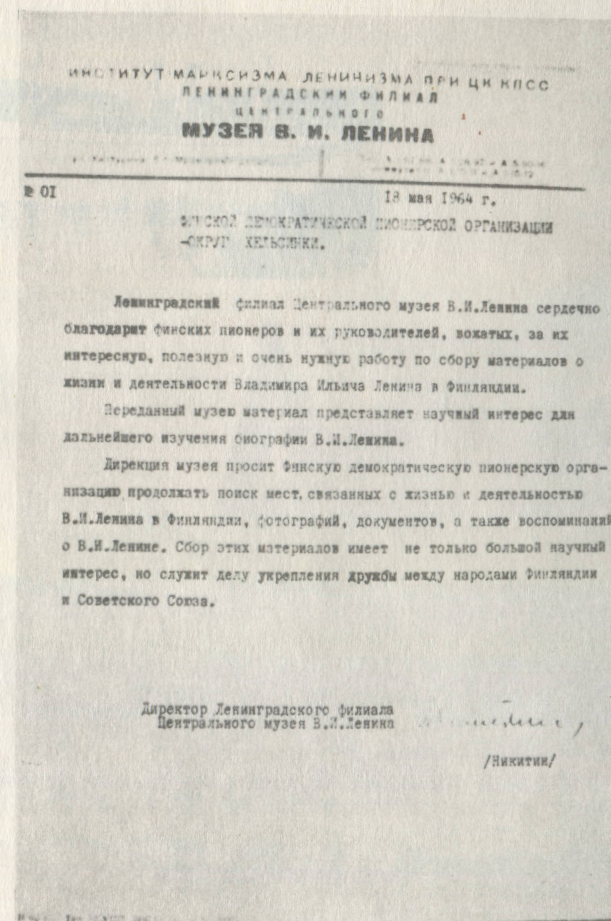 ИНСТИТУТ МАРКСИЗМА ЛЕНИНИЗМА ПРИ ЦК КПСС
ЛЕНИНГРАДСКИЙ ФИЛИАЛ
ЦЕНТРАЛЬНОГО
МУЗЕЯ В. И. ЛЕНИНА
№ 01
18 мая 1964 г.
ФИНСКОЙ ДЕМОКРАТИЧЕСКОЙ ПИОНЕРСКОЙ ОРГАНИЗАЦИИ
-ОКРУГ ХЕЛЬСИНКИ.
Ленинградский филиал Центрального музея В.И.Ленина сердечно
благодарит финских пионеров и их руководителей, вожатых, за их
интересную, полезную и очень нужную работу по сбору материалов о
жизни и деятельности Владимира Ильича Ленина в Финляндии.
Переданный музею материал представляет научный интерес для
дальнейшего изучения биографии В.И.Ленина.
Дирекция музея просит Финскую демократическую пионерскую орга-
низацию продолжать поиск мест, связанных с жизнью и деятельностью
В.И.Ленина в Финляндии, фотографий, документов, а также воспоминаний
о В.И.Ленине. Сбор этих материалов имеет не только большой научный
интерес, но служит делу укрепления дружбы между народами Финляндии
и Советского Союза.
Директор Ленинградского филиала
Центрального музея В.И.Ленина
/Никитин/